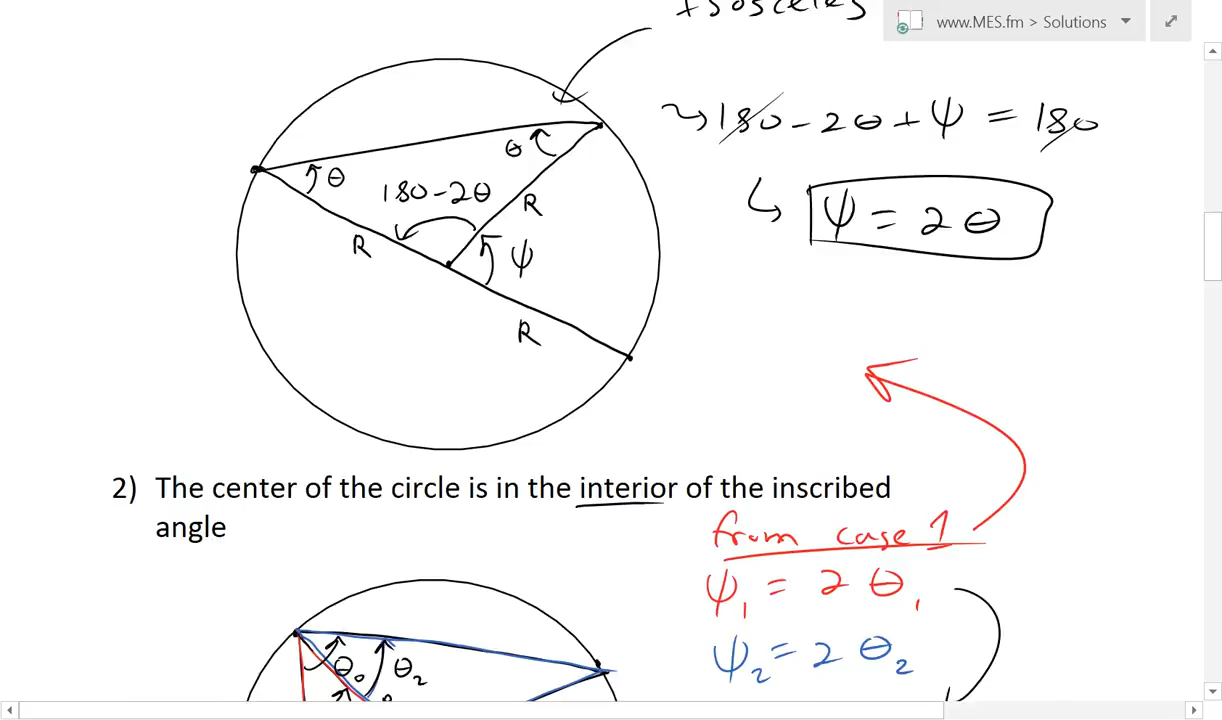 Isosceles
www.MES.fm > Solutions
180 - 2θ + ψ = 180
ψ = 2θ
θ
θ
180 - 2θ
R
R
ψ
R
2) The center of the circle is in the interior of the inscribed
angle
from case 1
ψ₁ = 2θ₁
ψ₂ = 2θ₂
θ₀
θ₂